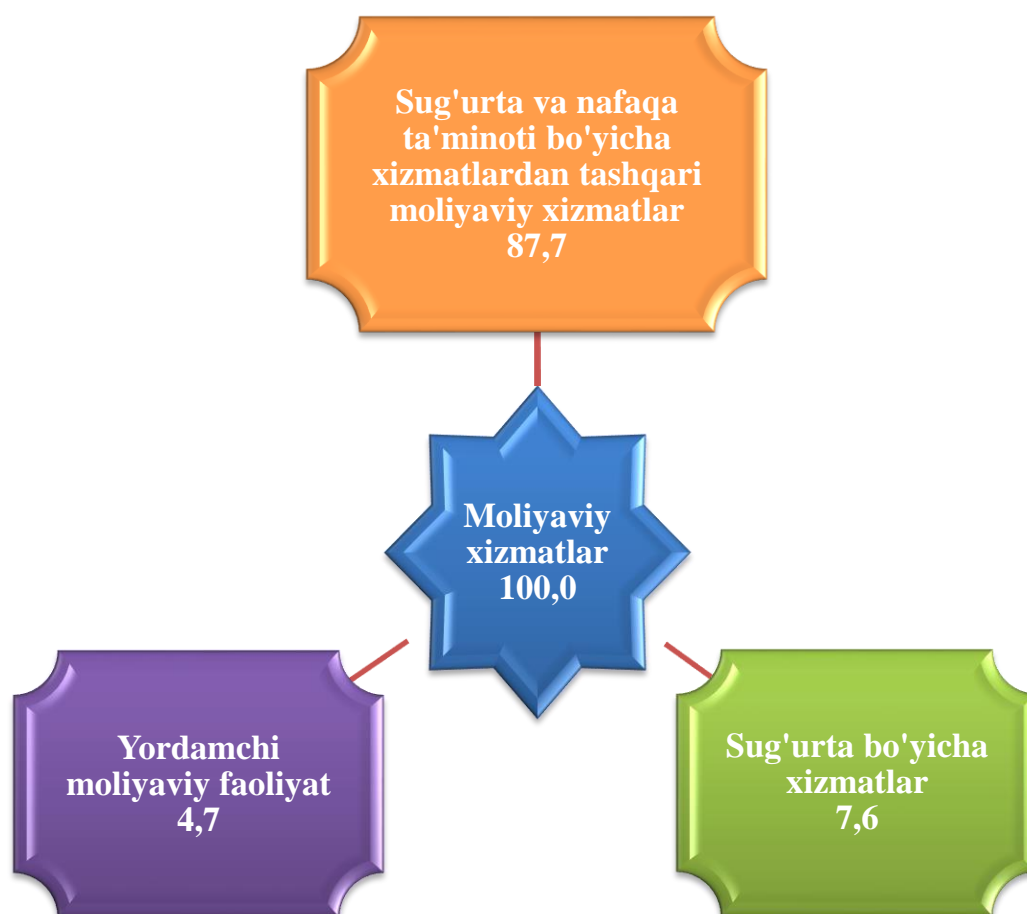 Sug'urta va nafaqa
ta'minoti bo'yicha
xizmatlardan tashqari
moliyaviy xizmatlar
87,7
Moliyaviy
xizmatlar
100,0
Yordamchi
moliyaviy faoliyat
4,7
Sug'urta bo'yicha
xizmatlar
7,6